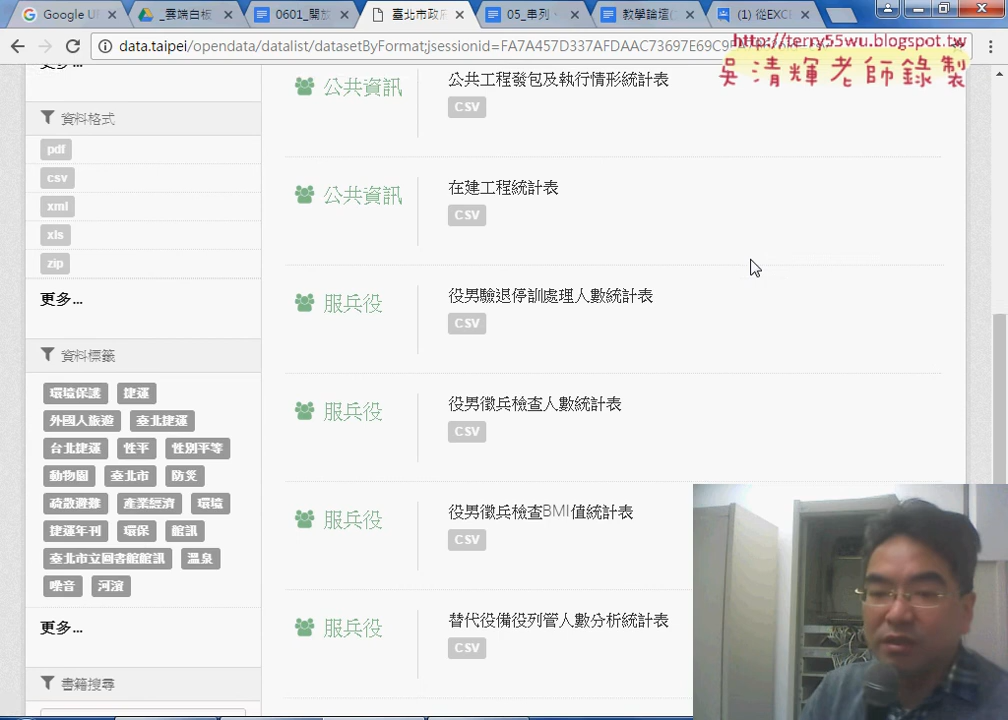 Google UI
_雲端白板
0601_開放
臺北市政府
05_串列、
教學論壇(
(1) 從EXCE
data.taipei/opendata/datalist/datasetByFormat;jsessionid=FA7A457D337AFDAAC73697E69C9
http://terry55wu.blogspot.tw
吳清輝老師錄製
更多...
資料格式
pdf
csv
xml
xls
zip
更多...
資料標籤
環境保護 捷運
外國人旅遊 臺北捷運
台北捷運 性平 性別平等
動物園 臺北市 防災
疏散避難 產業經濟 環境
捷運年刊 環保 館訊
臺北市立圖書館館訊 溫泉
噪音 河濱
更多...
書籍搜尋
公共資訊
公共工程發包及執行情形統計表
CSV
公共資訊
在建工程統計表
CSV
服兵役
役男驗退停訓處理人數統計表
CSV
服兵役
役男徵兵檢查人數統計表
CSV
服兵役
役男徵兵檢查BMI值統計表
CSV
服兵役
替代役備役列管人數分析統計表
CSV